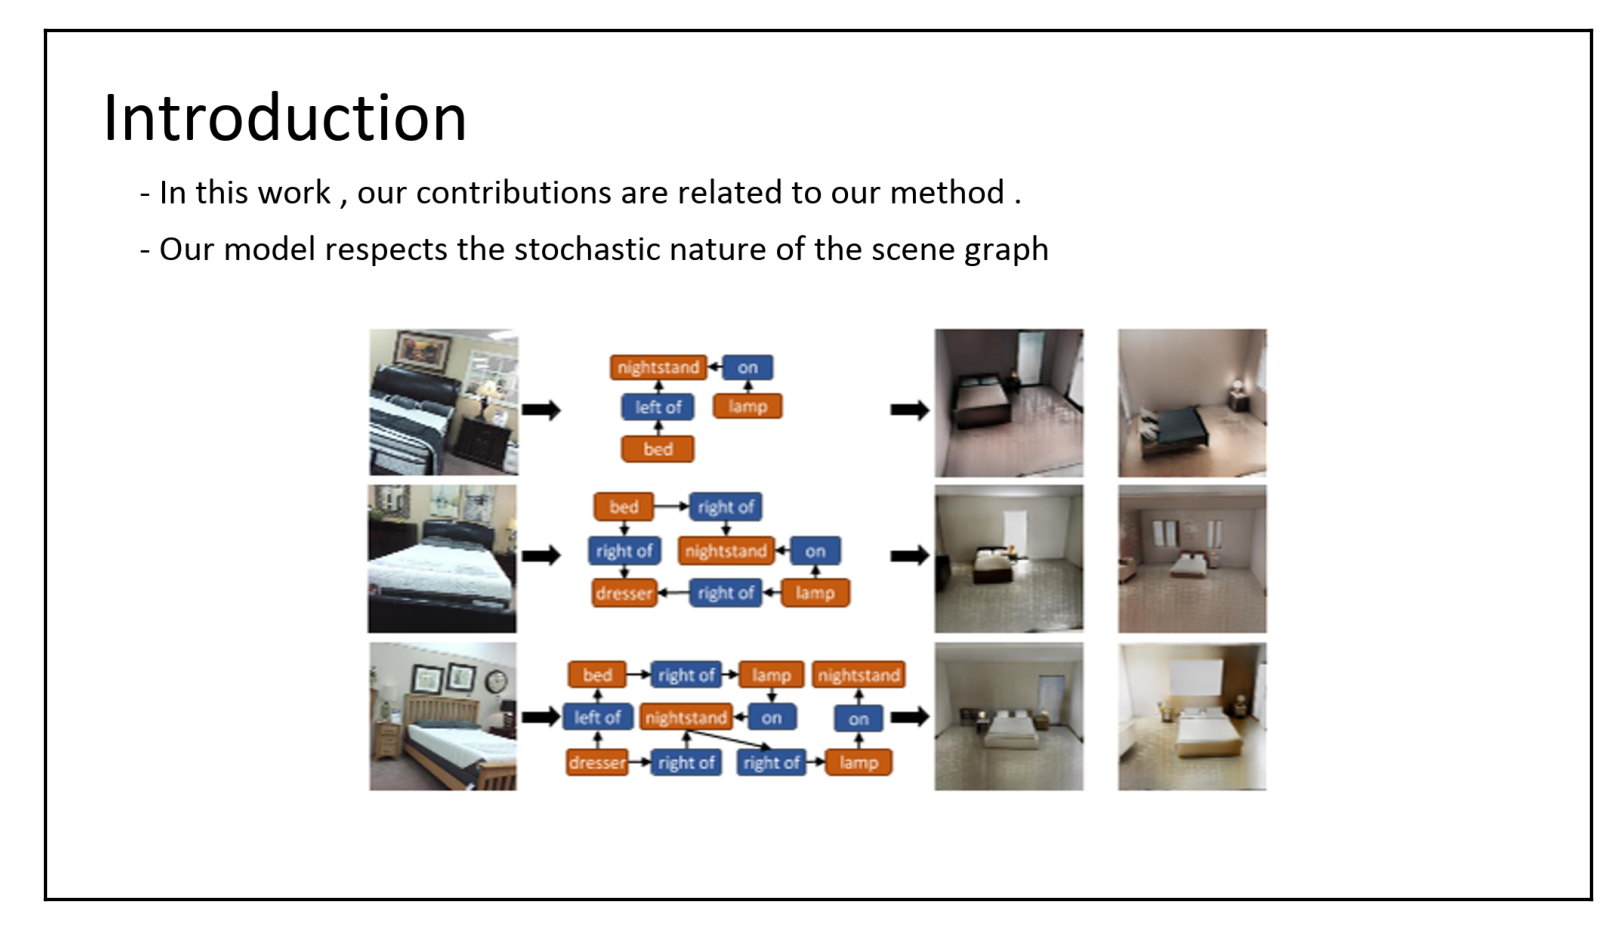 Introduction
- In this work , our contributions are related to our method .
- Our model respects the stochastic nature of the scene graph
nightstand on
left of lamp
bed
bed right of
right of nightstand on
dresser right of lamp
bed right of lamp nightstand
left of nightstand on on
dresser right of right of lamp